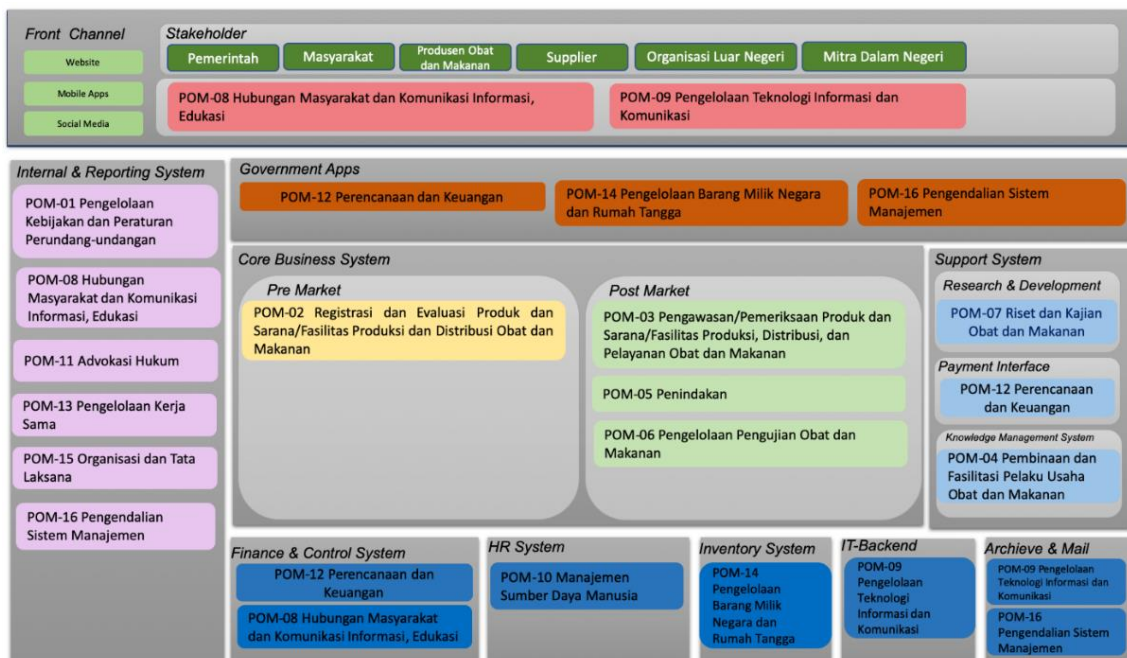 Front Channel
Website
Mobile Apps
Social Media
Stakeholder
Pemerintah
Masyarakat
Produsen Obat
dan Makanan
Supplier
Organisasi Luar Negeri
Mitra Dalam Negeri
POM-08 Hubungan Masyarakat dan Komunikasi Informasi,
Edukasi
POM-09 Pengelolaan Teknologi Informasi dan
Komunikasi
Internal & Reporting System
POM-01 Pengelolaan
Kebijakan dan Peraturan
Perundang-undangan
POM-08 Hubungan
Masyarakat dan Komunikasi
Informasi, Edukasi
POM-11 Advokasi Hukum
POM-13 Pengelolaan Kerja
Sama
POM-15 Organisasi dan Tata
Laksana
POM-16 Pengendalian
Sistem Manajemen
Government Apps
POM-12 Perencanaan dan Keuangan
POM-14 Pengelolaan Barang Milik Negara
dan Rumah Tangga
POM-16 Pengendalian Sistem
Manajemen
Core Business System
Pre Market
POM-02 Registrasi dan Evaluasi Produk dan
Sarana/Fasilitas Produksi dan Distribusi Obat dan
Makanan
Post Market
POM-03 Pengawasan/Pemeriksaan Produk dan
Sarana/Fasilitas Produksi, Distribusi, dan
Pelayanan Obat dan Makanan
POM-05 Penindakan
POM-06 Pengelolaan Pengujian Obat dan
Makanan
Support System
Research & Development
POM-07 Riset dan Kajian
Obat dan Makanan
Payment Interface
POM-12 Perencanaan
dan Keuangan
Knowledge Management System
POM-04 Pembinaan dan
Fasilitasi Pelaku Usaha
Obat dan Makanan
Finance & Control System
POM-12 Perencanaan dan
Keuangan
POM-08 Hubungan Masyarakat
dan Komunikasi Informasi, Edukasi
HR System
POM-10 Manajemen
Sumber Daya Manusia
Inventory System
POM-14
Pengelolaan
Barang Milik
Negara dan
Rumah Tangga
IT-Backend
POM-09
Pengelolaan
Teknologi
Informasi dan
Komunikasi
Archieve & Mail
POM-09 Pengelolaan
Teknologi Informasi dan
Komunikasi
POM-16
Pengendalian Sistem
Manajemen